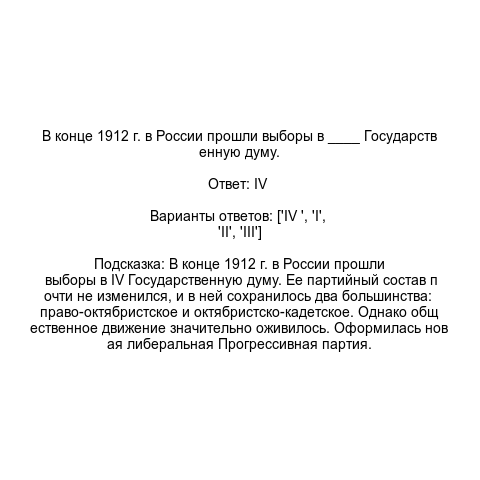 В конце 1912 г. в России прошли выборы в ____ Государств
енную думу.
Ответ: IV
Варианты ответов: ['IV ', 'I',
'II', 'III']
Подсказка: В конце 1912 г. в России прошли
выборы в IV Государственную думу. Ее партийный состав п
очти не изменился, и в ней сохранилось два большинства:
право-октябристское и октябристско-кадетское. Однако общ
ественное движение значительно оживилось. Оформилась нов
ая либеральная Прогрессивная партия.